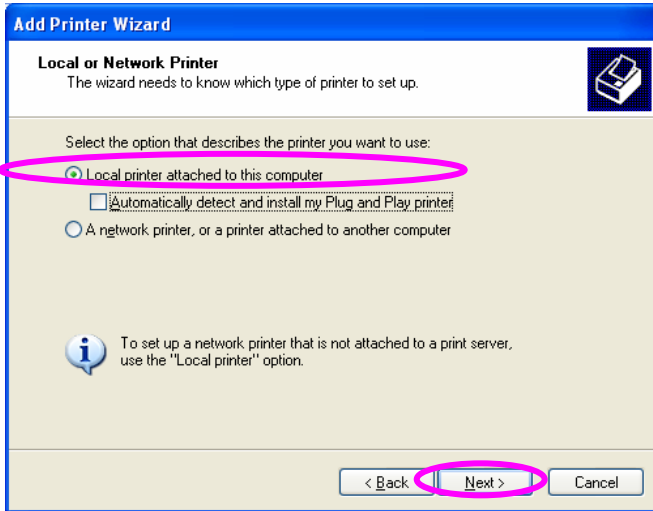 Add Printer Wizard
Local or Network Printer
The wizard needs to know which type of printer to set up.
Select the option that describes the printer you want to use:
Local printer attached to this computer
Automatically detect and install my Plug and Play printer
A network printer, or a printer attached to another computer
To set up a network printer that is not attached to a print server,
use the "Local printer" option.
< Back
Next >
Cancel